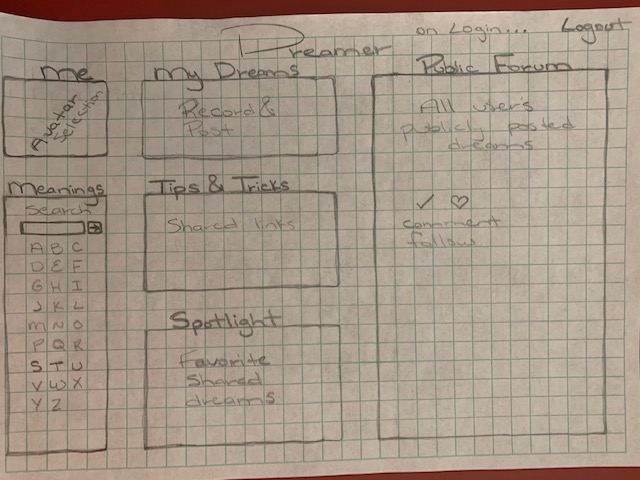 on Login... Logout
Dreamer
me
Avatar
Selection
Meanings
Search
A B C
D E F
G H I
J K L
M N O
P Q R
S T U
V W X
Y Z
My Dreams
Record &
Post
Tips & Tricks
Shared links
Spotlight
Favorite
Shared
dreams
Public Forum
All user's
publicly posted
dreams
✓ ♡
comment
follow